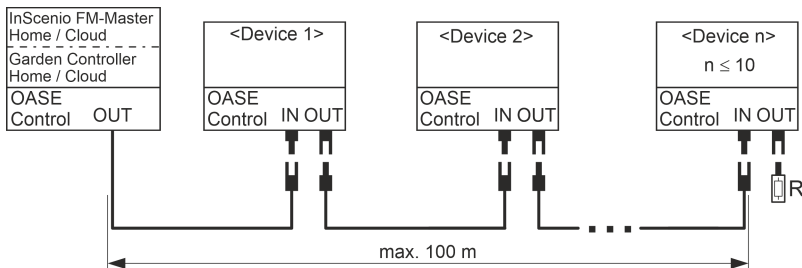 InScenio FM-Master
Home / Cloud
Garden Controller
Home / Cloud
OASE
Control OUT
<Device 1>
OASE
Control IN OUT
<Device 2>
OASE
Control IN OUT
<Device n>
n ≤ 10
OASE
Control IN OUT
R
max. 100 m